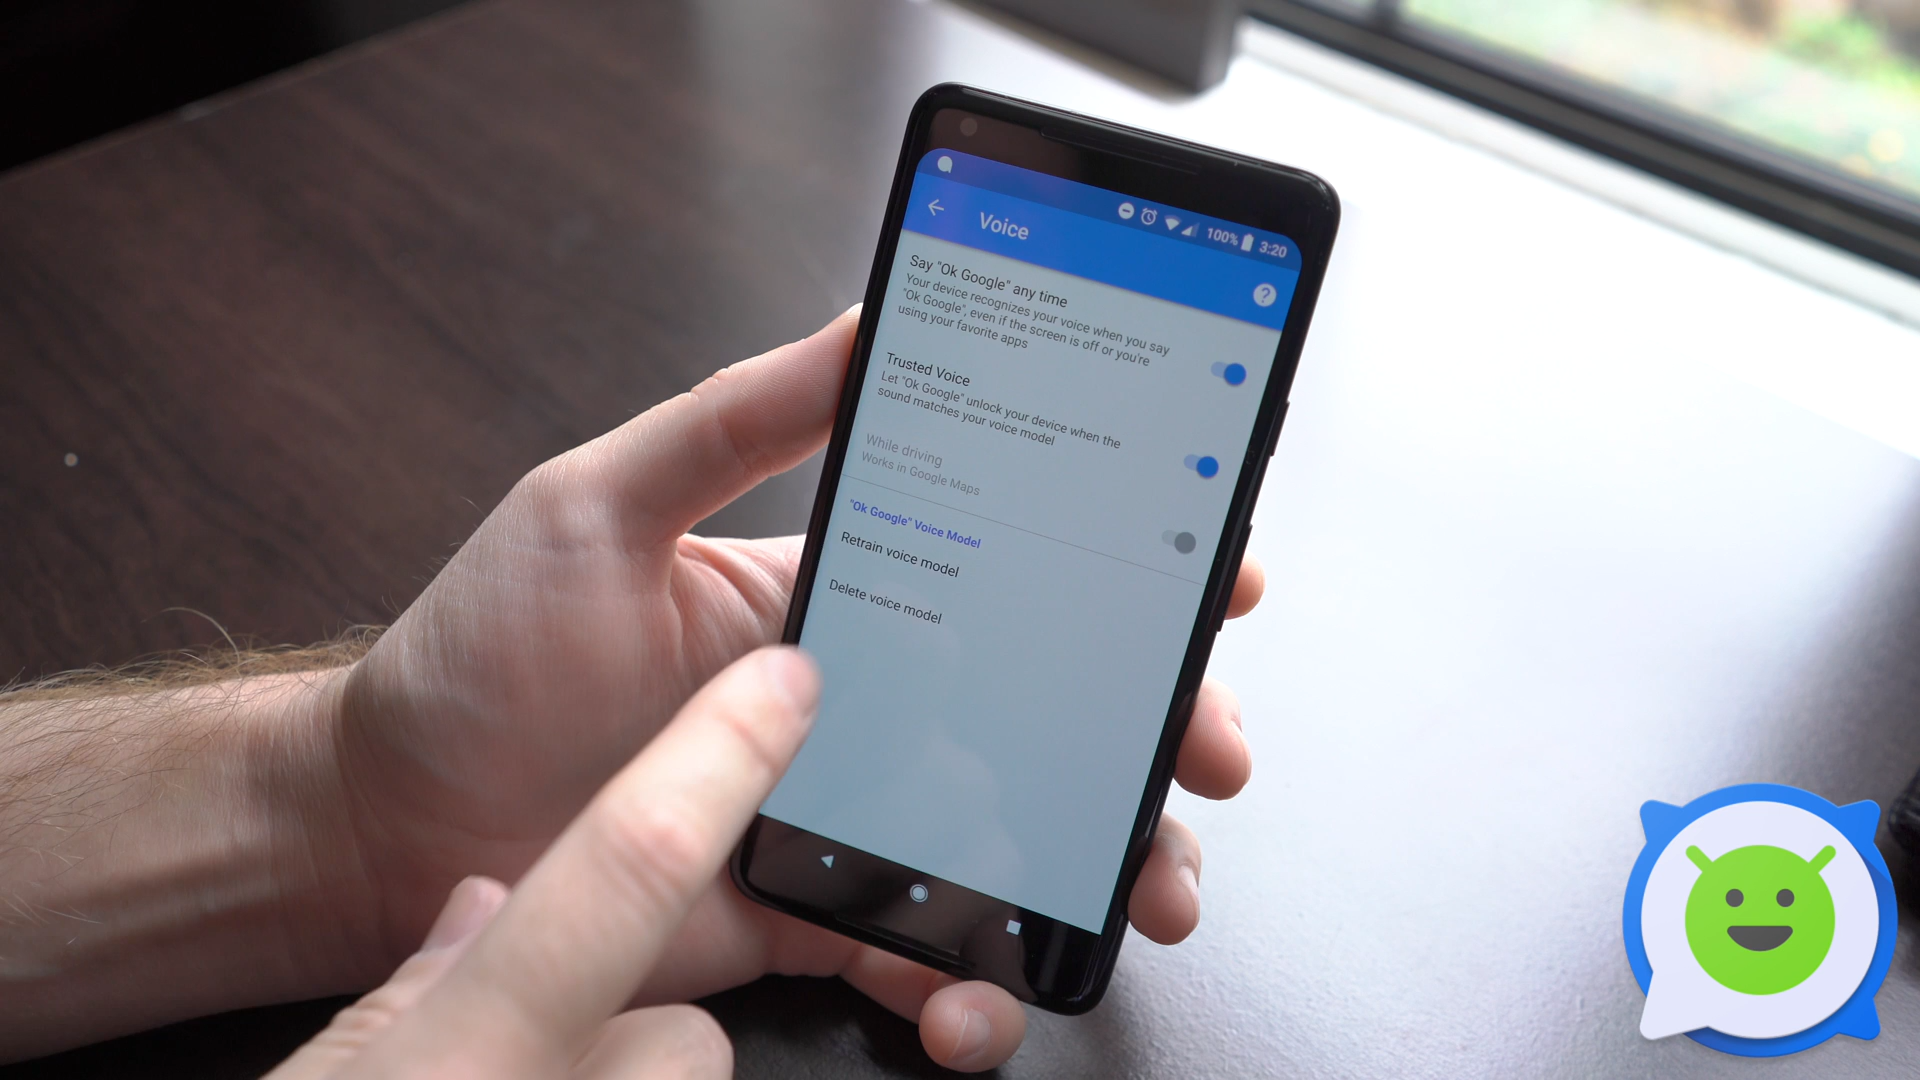 100% 3:20
Voice
?
Say "Ok Google" any time
Your device recognizes your voice when you say
"Ok Google", even if the screen is off or you're
using your favorite apps
Trusted Voice
Let "Ok Google" unlock your device when the
sound matches your voice model
While driving
Works in Google Maps
"Ok Google" Voice Model
Retrain voice model
Delete voice model